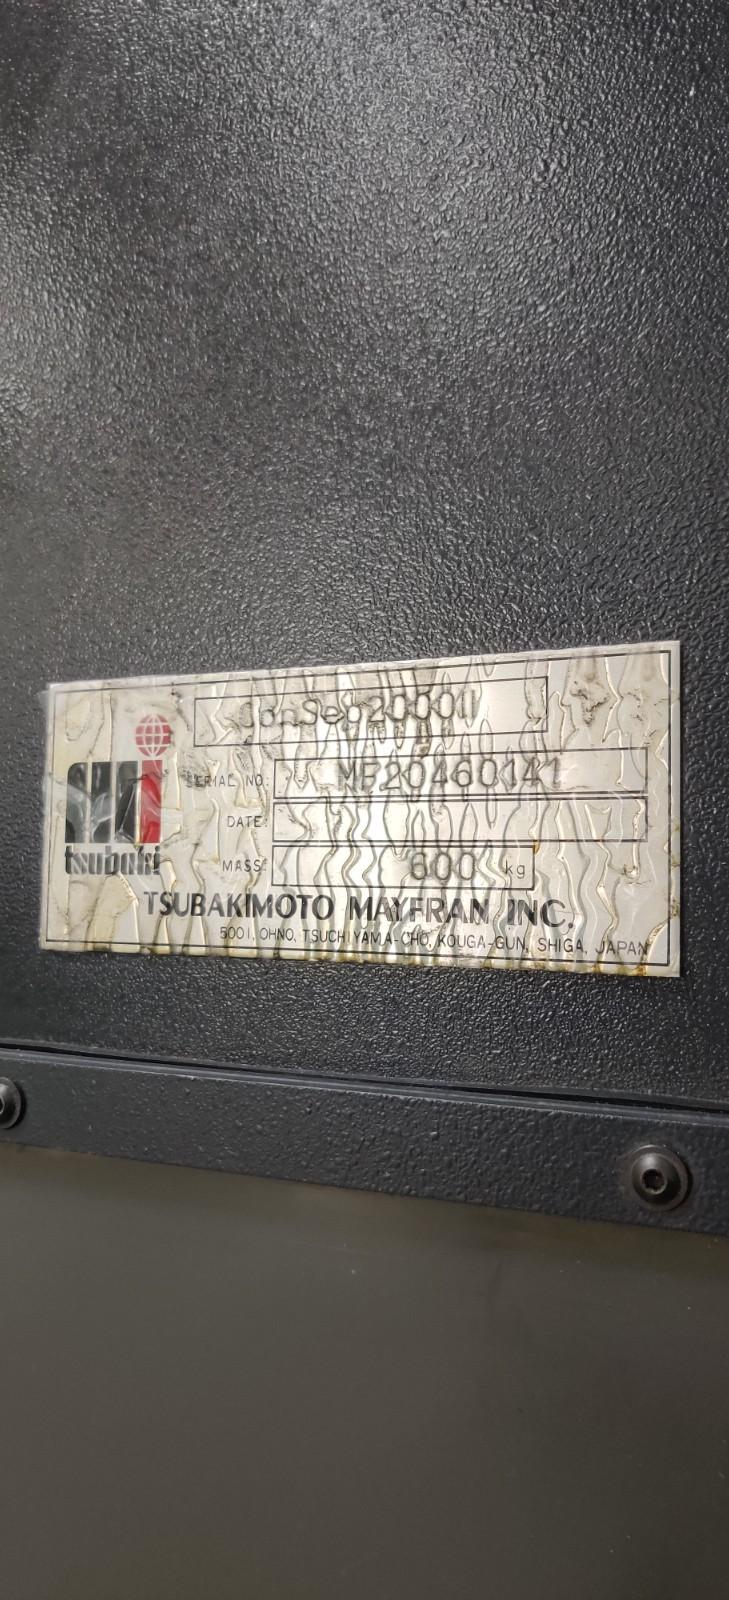 ConSep2000II
SERIAL NO: MF20460141
DATE:
MASS: 600 kg
tsubaki
TSUBAKIMOTO MAYFRAN INC.
5001, OHNO, TSUCHIYAMA-CHO, KOUGA-GUN, SHIGA, JAPAN